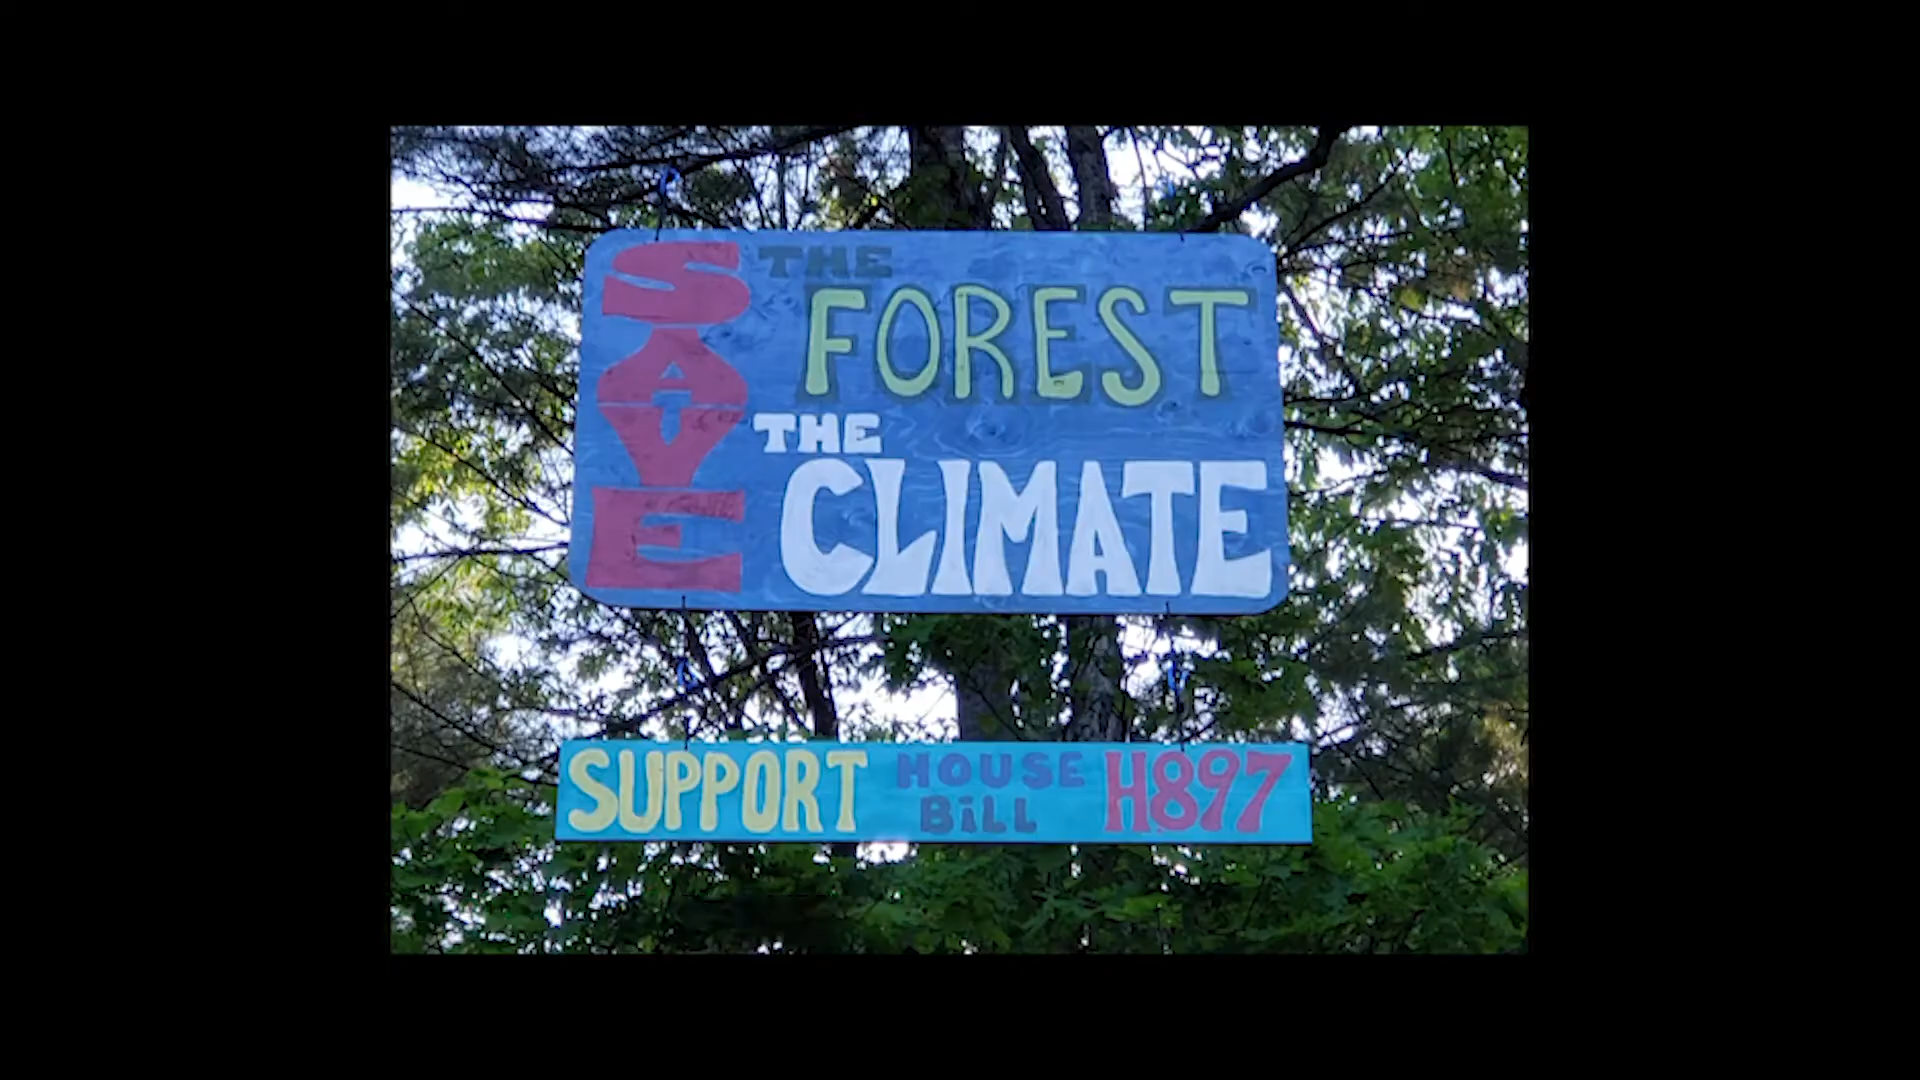 SAVE
THE
FOREST
THE
CLIMATE
SUPPORT HOUSE BiLL H897